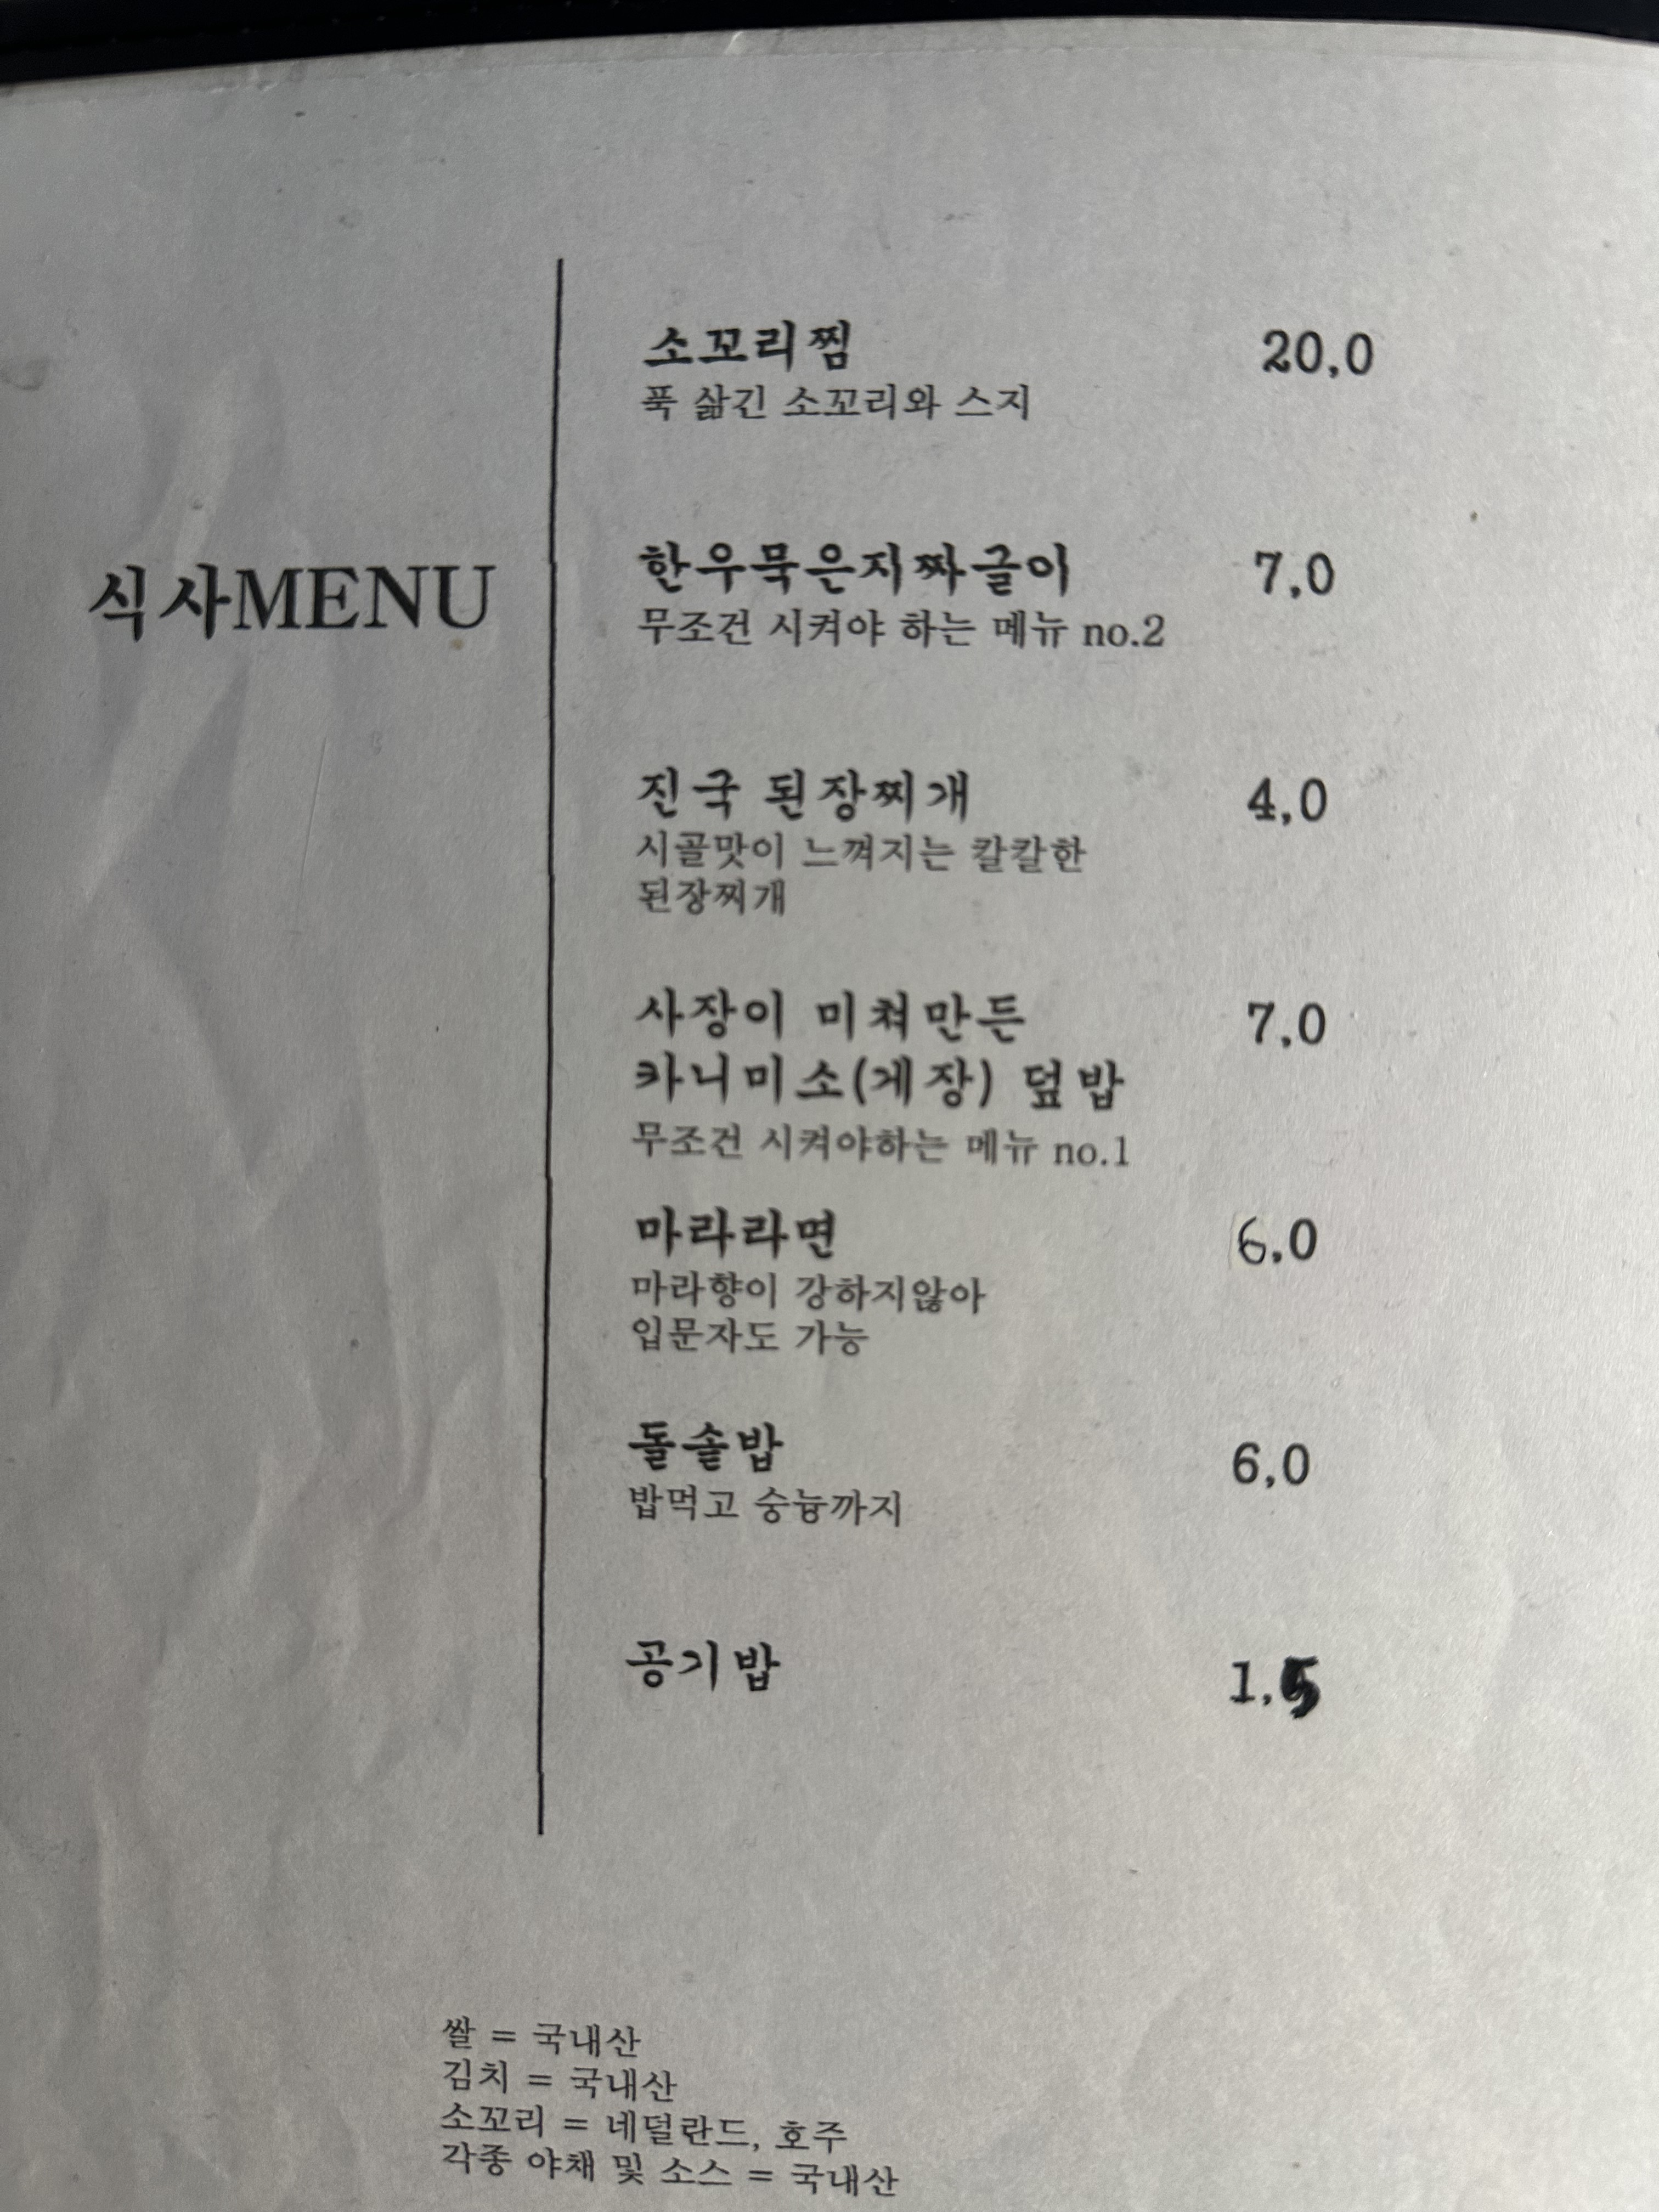 식사MENU
소꼬리찜 20,0
푹 삶긴 소꼬리와 스지
한우묵은지짜글이 7,0
무조건 시켜야 하는 메뉴 no.2
진국 된장찌개 4,0
시골맛이 느껴지는 칼칼한
된장찌개
사장이 미쳐만든 7,0
카니미소(게장) 덮밥
무조건 시켜야하는 메뉴 no.1
마라라면 6,0
마라향이 강하지않아
입문자도 가능
돌솥밥 6,0
밥먹고 숭늉까지
공기밥 1,5
쌀 = 국내산
김치 = 국내산
소꼬리 = 네덜란드, 호주
각종 야채 및 소스 = 국내산